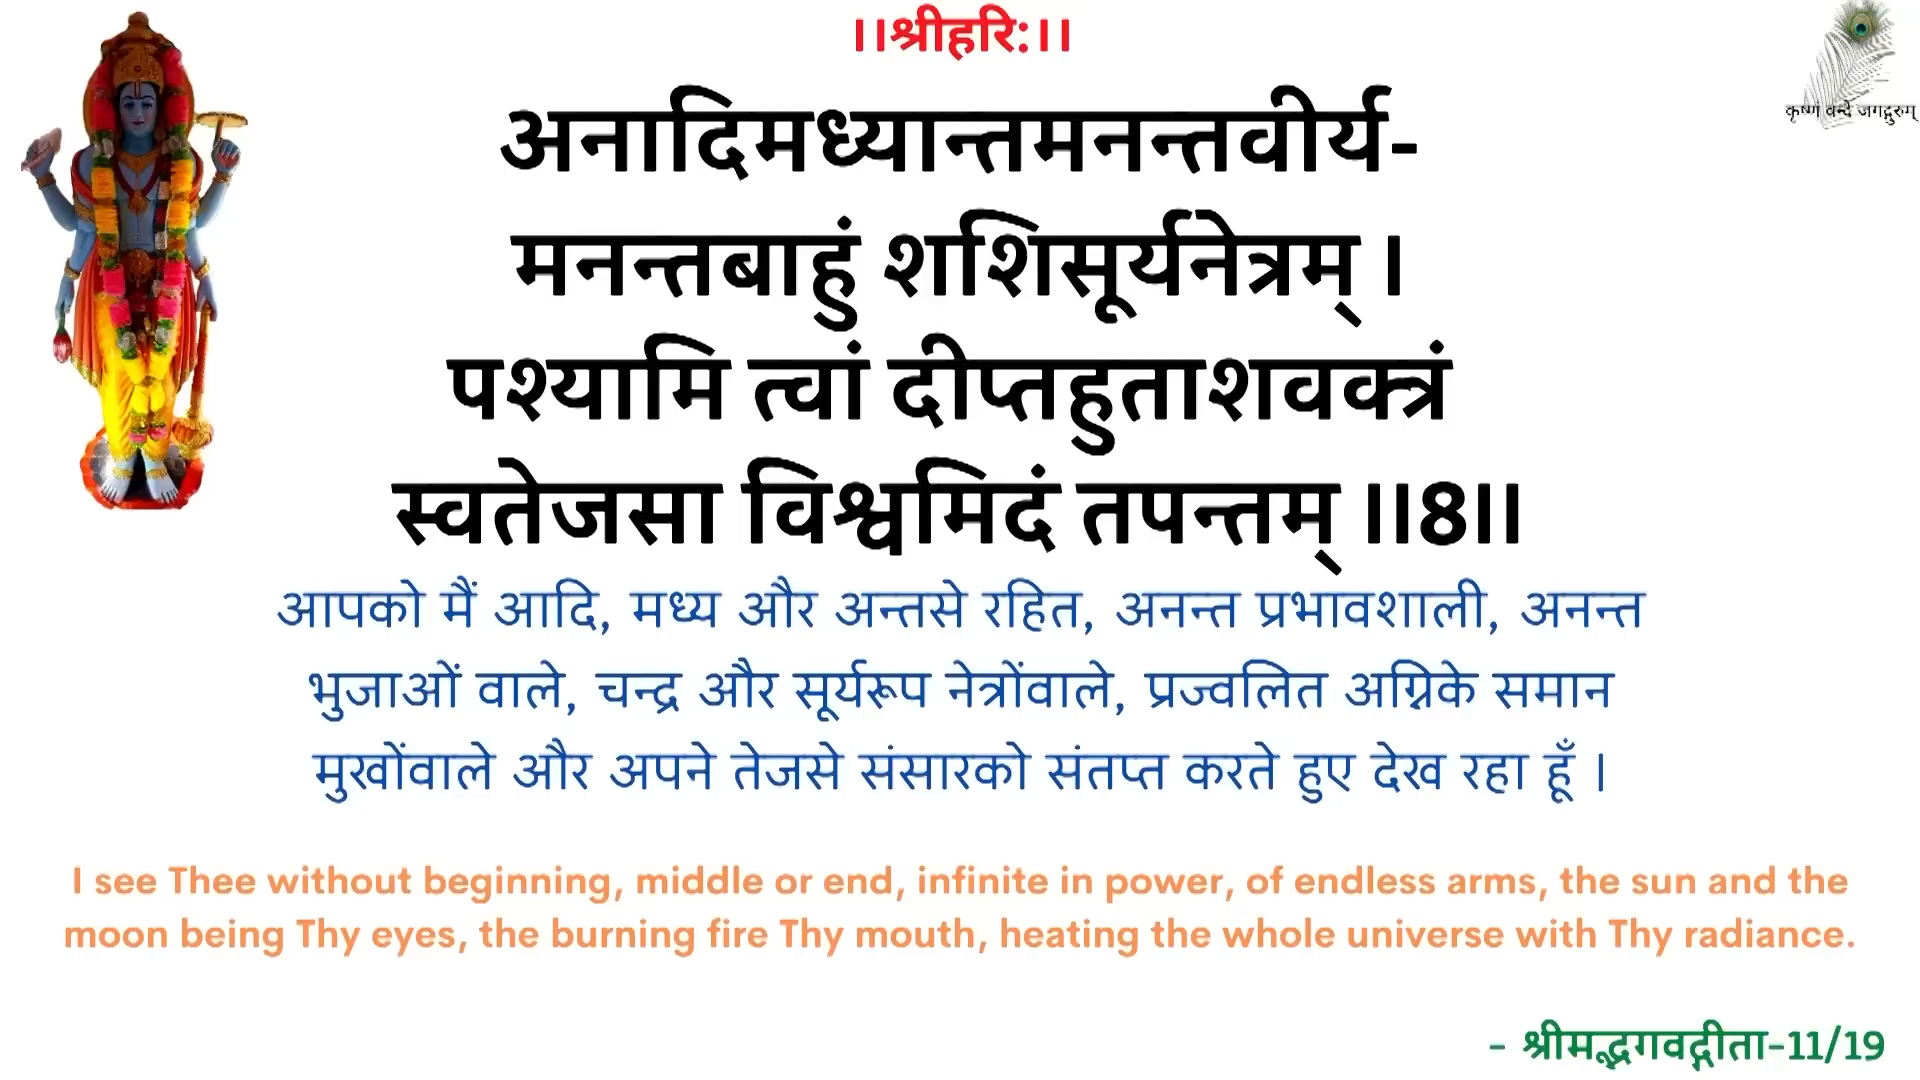 ।।श्रीहरि:।।
कृष्णं वन्दे जगद्गुरुम्
अनादिमध्यान्तमनन्तवीर्य-
मनन्तबाहुं शशिसूर्यनेत्रम् ।
पश्यामि त्वां दीप्तहुताशवक्त्रं
स्वतेजसा विश्वमिदं तपन्तम् ।।8।।
आपको मैं आदि, मध्य और अन्तसे रहित, अनन्त प्रभावशाली, अनन्त
भुजाओं वाले, चन्द्र और सूर्यरूप नेत्रोंवाले, प्रज्वलित अग्निके समान
मुखोंवाले और अपने तेजसे संसारको संतप्त करते हुए देख रहा हूँ ।
I see Thee without beginning, middle or end, infinite in power, of endless arms, the sun and the
moon being Thy eyes, the burning fire Thy mouth, heating the whole universe with Thy radiance.
- श्रीमद्भगवद्गीता-11/19